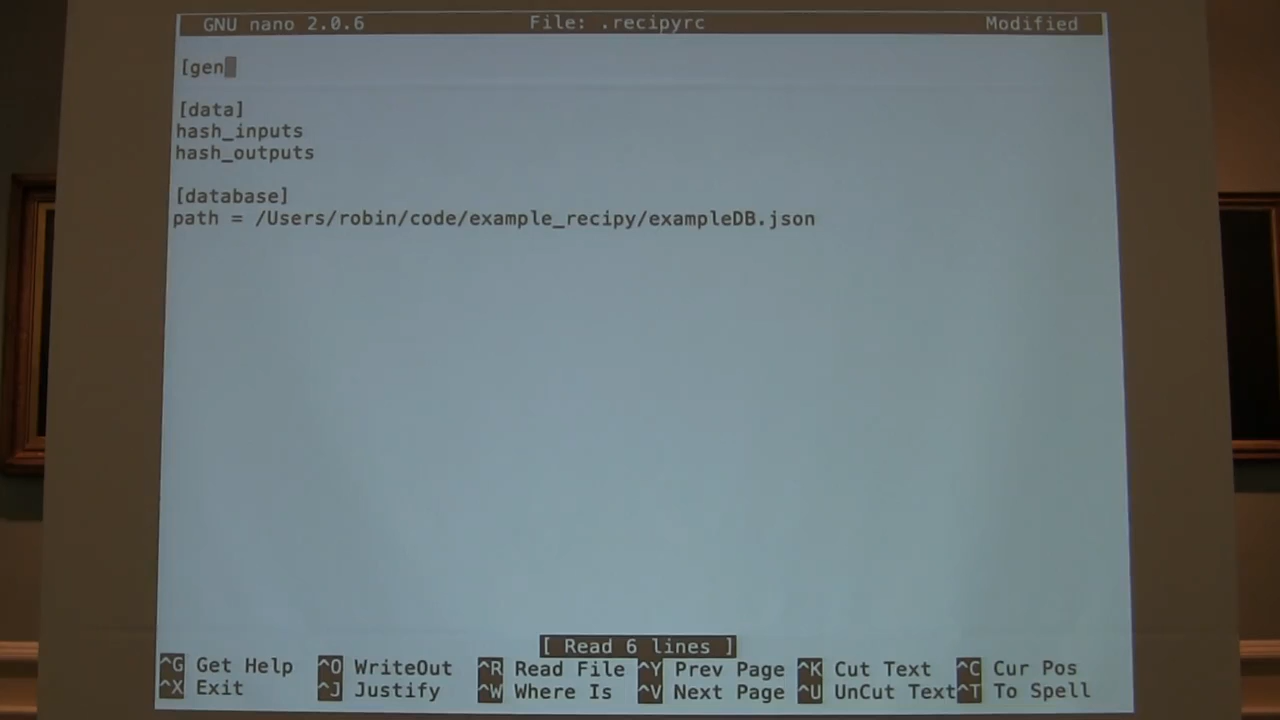 GNU nano 2.0.6 File: .recipyrc Modified
[gen
[data]
hash_inputs
hash_outputs
[database]
path = /Users/robin/code/example_recipy/exampleDB.json
[ Read 6 lines ]
^G Get Help ^O WriteOut ^R Read File ^Y Prev Page ^K Cut Text ^C Cur Pos
^X Exit ^J Justify ^W Where Is ^V Next Page ^U UnCut Text ^T To Spell